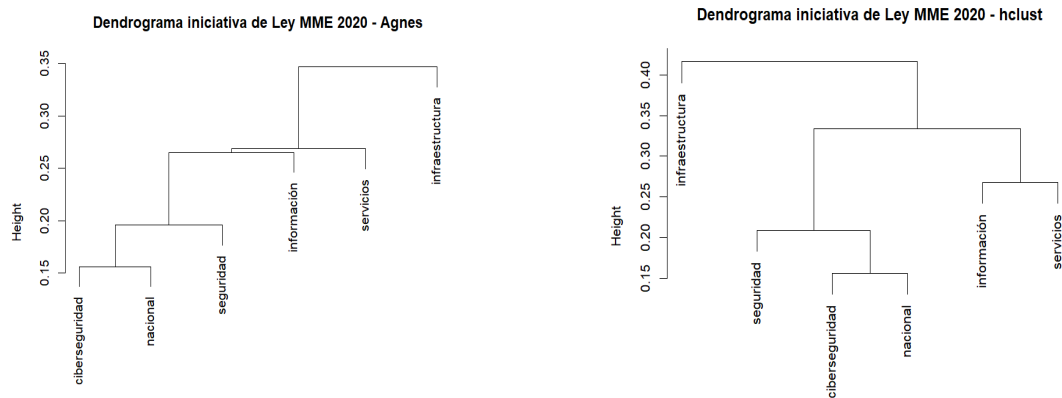 Dendrograma iniciativa de Ley MME 2020 - Agnes
Height
0.35
0.30
0.25
0.20
0.15
ciberseguridad
nacional
seguridad
información
servicios
infraestructura
Dendrograma iniciativa de Ley MME 2020 - hclust
Height
0.40
0.35
0.30
0.25
0.20
0.15
infraestructura
seguridad
ciberseguridad
nacional
información
servicios